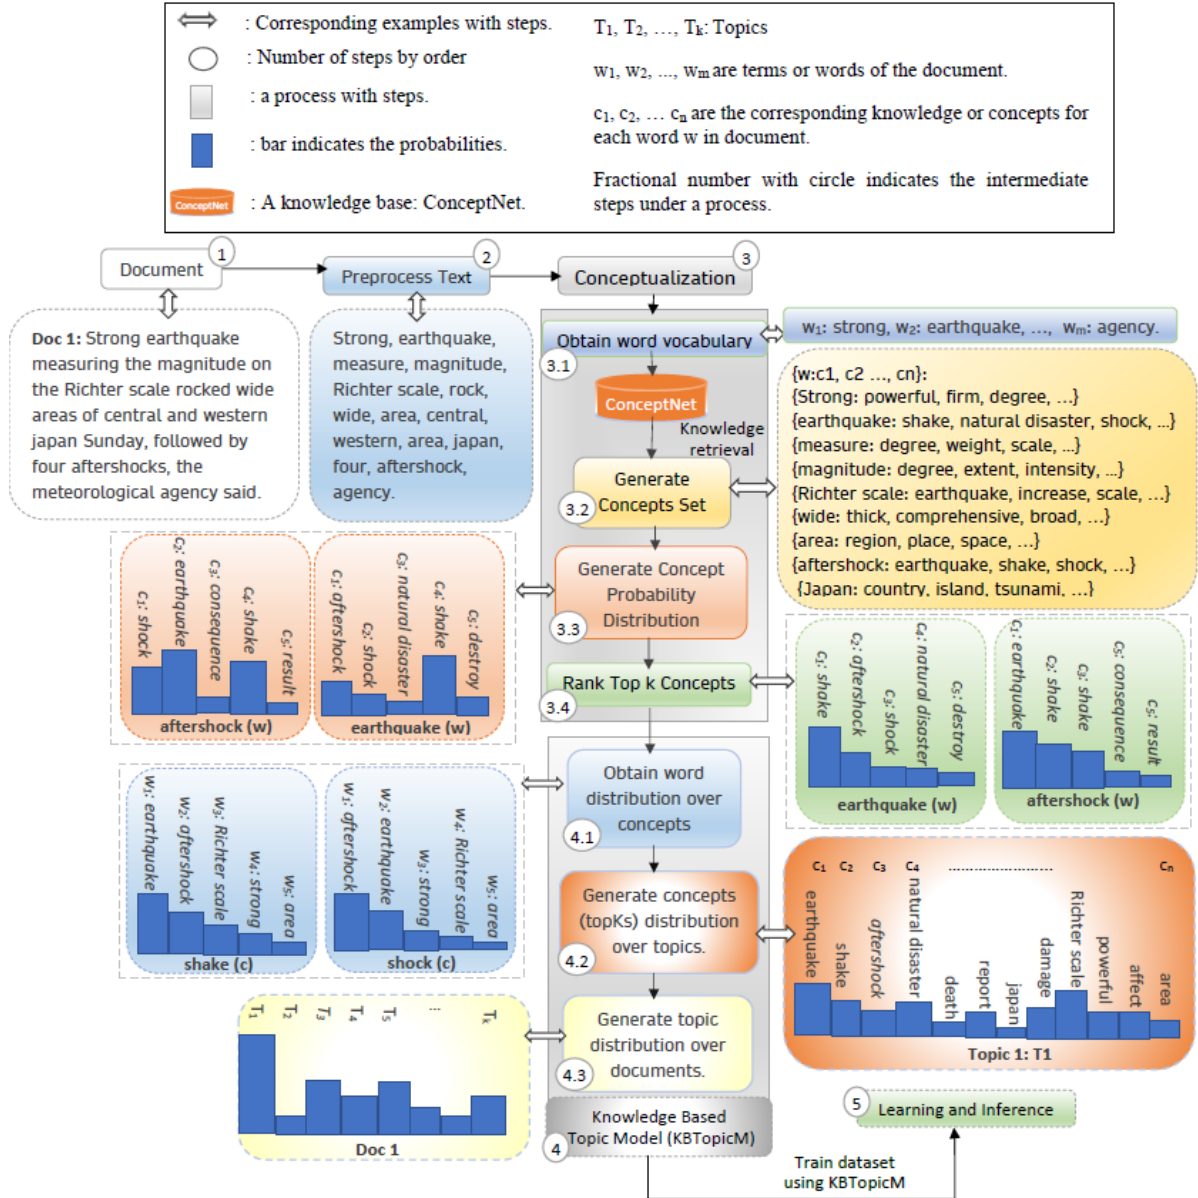 : Corresponding examples with steps.
: Number of steps by order
: a process with steps.
: bar indicates the probabilities.
ConceptNet
: A knowledge base: ConceptNet.
T1, T2, …, Tk: Topics
w1, w2, ..., wm are terms or words of the document.
c1, c2, … cn are the corresponding knowledge or concepts for
each word w in document.
Fractional number with circle indicates the intermediate
steps under a process.
Document
1
Preprocess Text
2
Conceptualization
3
Doc 1: Strong earthquake
measuring the magnitude on
the Richter scale rocked wide
areas of central and western
japan Sunday, followed by
four aftershocks, the
meteorological agency said.
Strong, earthquake,
measure, magnitude,
Richter scale, rock,
wide, area, central,
western, area, japan,
four, aftershock,
agency.
Obtain word vocabulary
3.1
ConceptNet
Knowledge
retrieval
Generate
Concepts Set
3.2
Generate Concept
Probability
Distribution
3.3
Rank Top k Concepts
3.4
w1: strong, w2: earthquake, …, wm: agency.
{w:c1, c2 …, cn}:
{Strong: powerful, firm, degree, …}
{earthquake: shake, natural disaster, shock, …}
{measure: degree, weight, scale, …}
{magnitude: degree, extent, intensity, …}
{Richter scale: earthquake, increase, scale, …}
{wide: thick, comprehensive, broad, …}
{area: region, place, space, …}
{aftershock: earthquake, shake, shock, …}
{Japan: country, island, tsunami, …}
c1: shock
c2: earthquake
c3: consequence
c4: shake
c5: result
aftershock (w)
c1: aftershock
c2: shock
c3: natural disaster
c4: shake
c5: destroy
earthquake (w)
c1: shake
c2: aftershock
c3: shock
c4: natural disaster
c5: destroy
earthquake (w)
c1: earthquake
c2: shake
c3: shake
c5: consequence
c5: result
aftershock (w)
Obtain word
distribution over
concepts
4.1
w1: earthquake
w2: aftershock
w3: Richter scale
w4: strong
w5: area
shake (c)
w1: aftershock
w2: earthquake
w3: strong
w4: Richter scale
w5: area
shock (c)
Generate concepts
(topKs) distribution
over topics.
4.2
c1 c2 c3 c4 ........................... cn
earthquake
shake
aftershock
natural disaster
death
report
japan
damage
Richter scale
powerful
affect
area
Topic 1: T1
Generate topic
distribution over
documents.
4.3
T1 T2 T3 T4 T5 … Tk
Doc 1
Knowledge Based
Topic Model (KBTopicM)
4
5
Learning and Inference
Train dataset
using KBTopicM